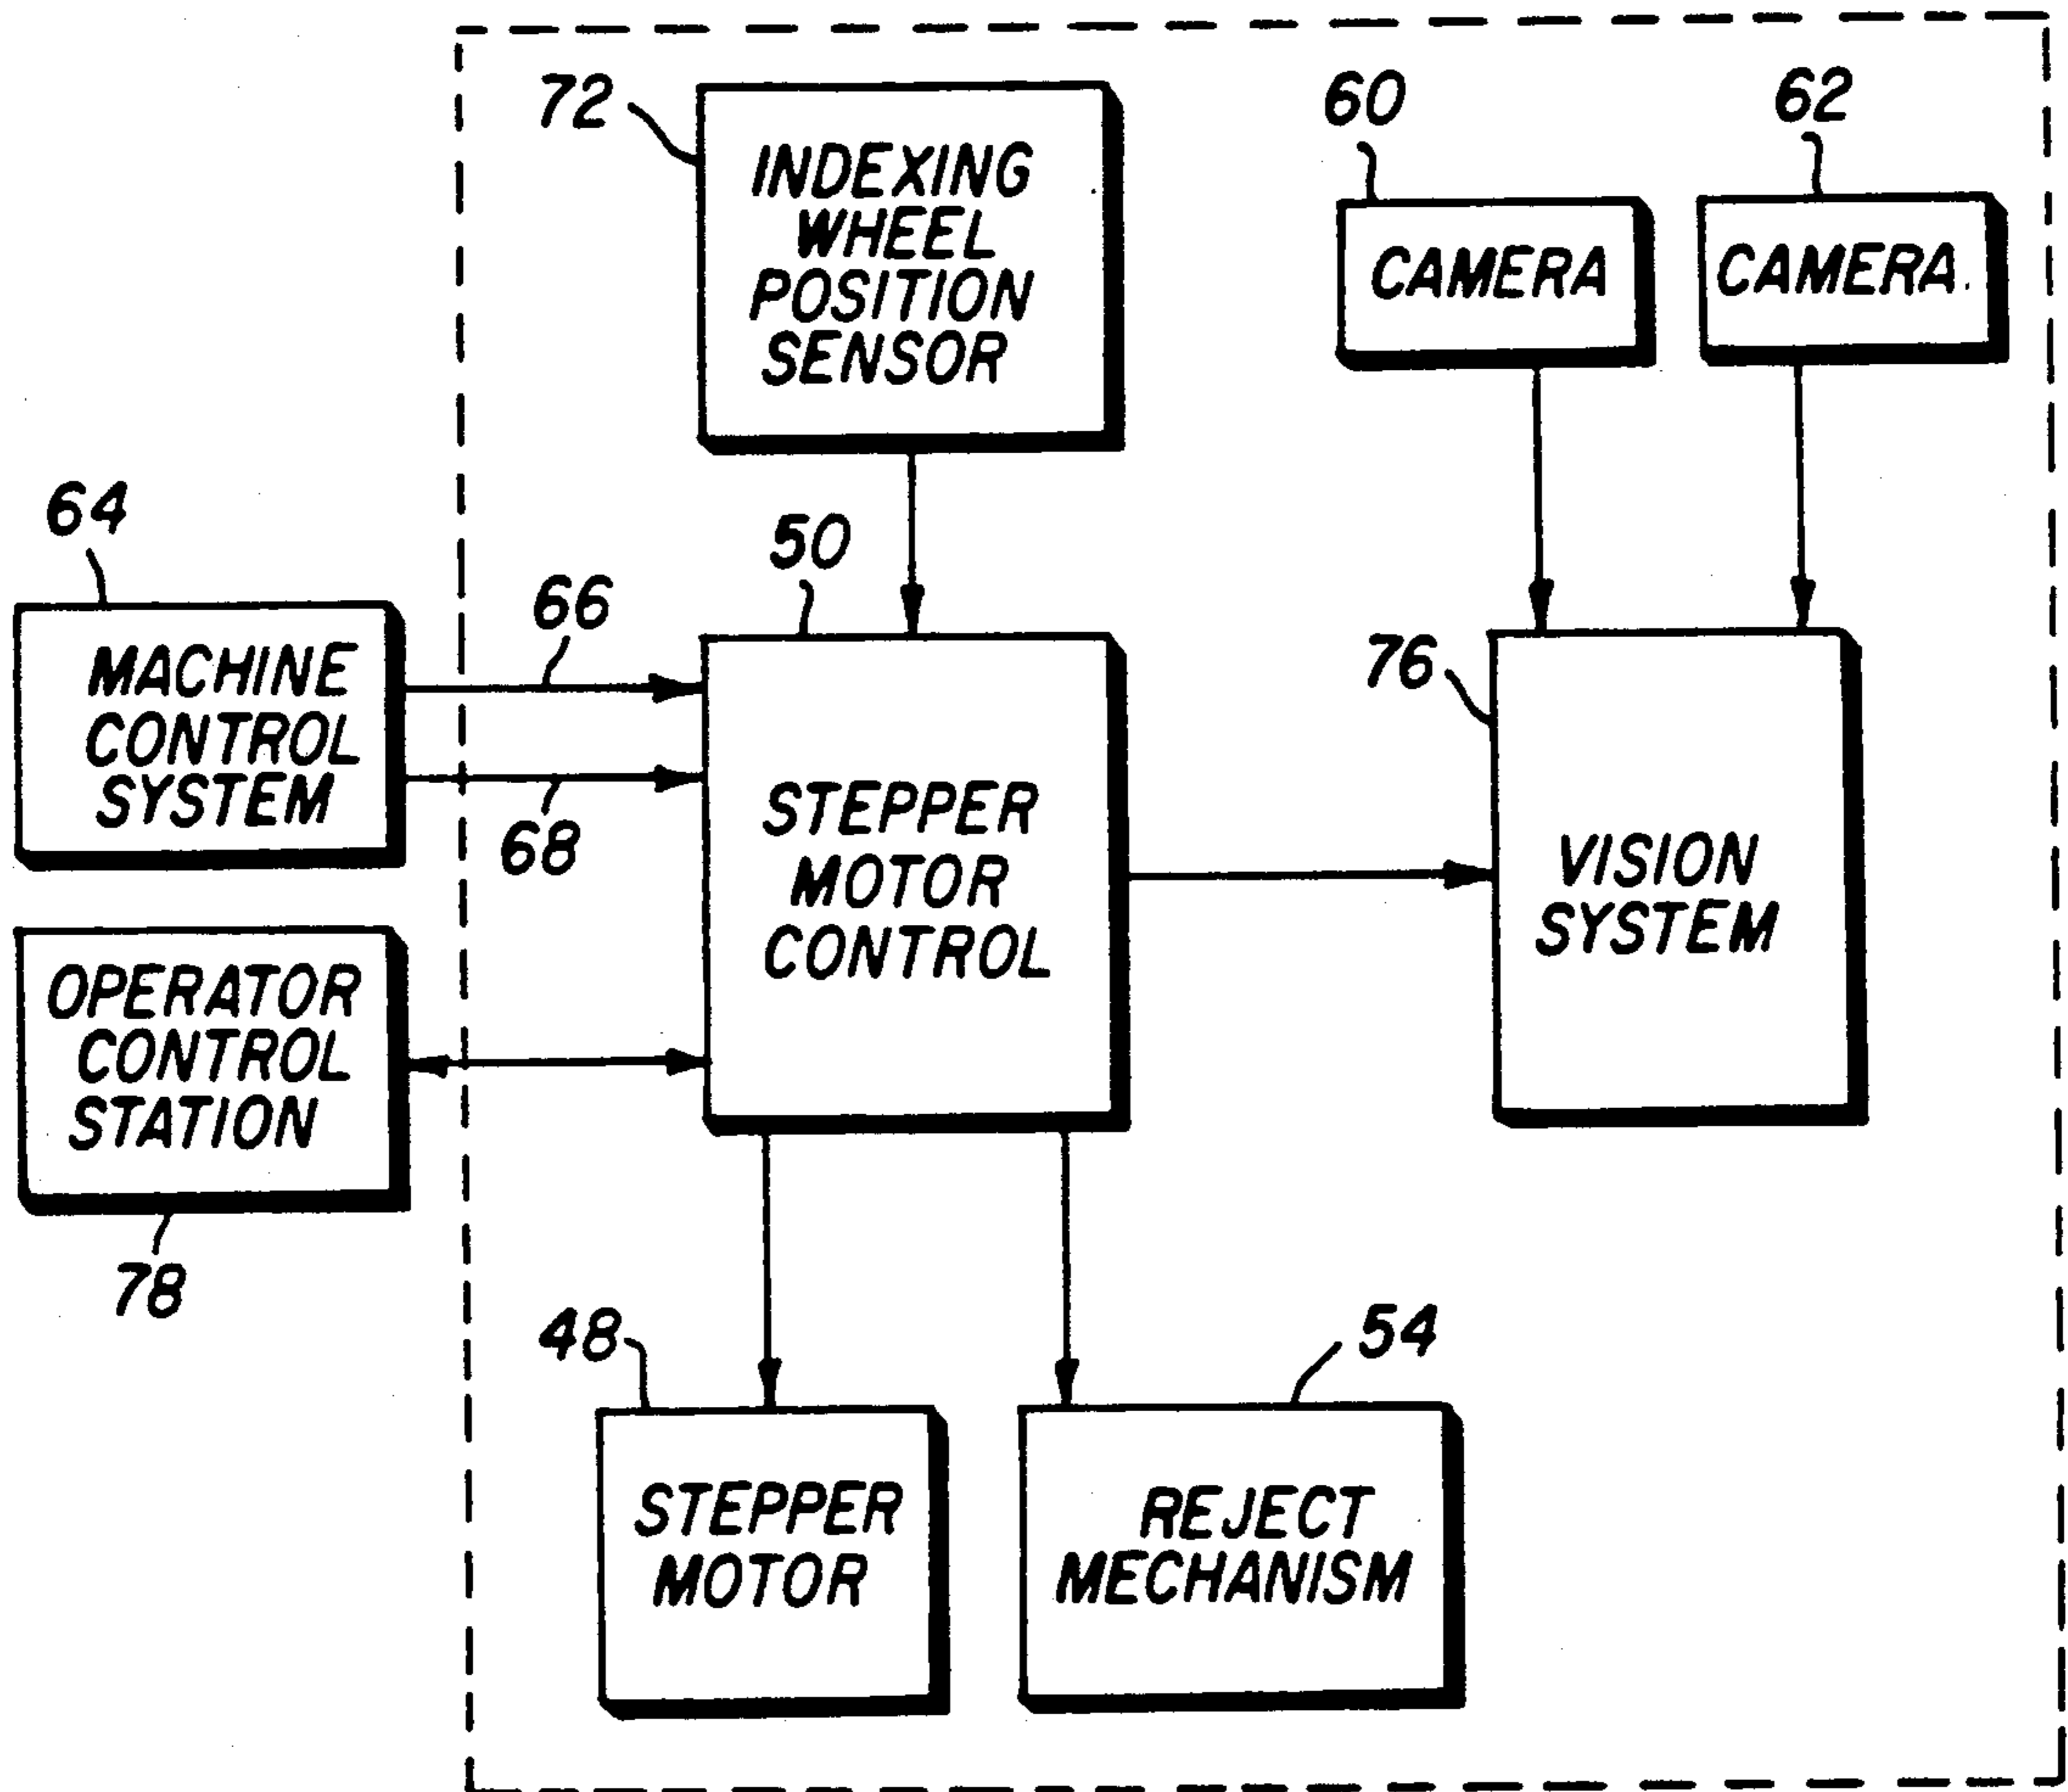 72
INDEXING
WHEEL
POSITION
SENSOR
60
CAMERA
62
CAMERA
64
MACHINE
CONTROL
SYSTEM
66
68
50
STEPPER
MOTOR
CONTROL
76
VISION
SYSTEM
OPERATOR
CONTROL
STATION
78
48
STEPPER
MOTOR
54
REJECT
MECHANISM